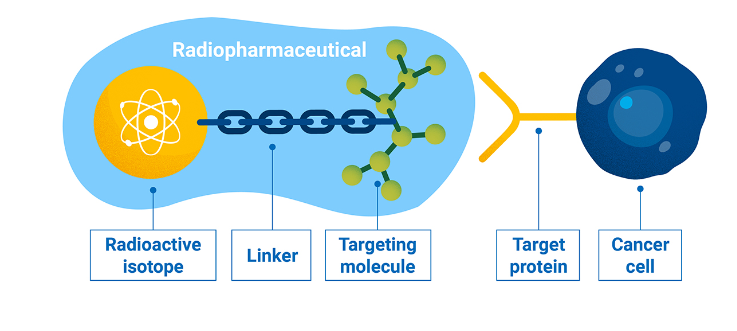 Radiopharmaceutical
Radioactive
isotope
Linker
Targeting
molecule
Target
protein
Cancer
cell